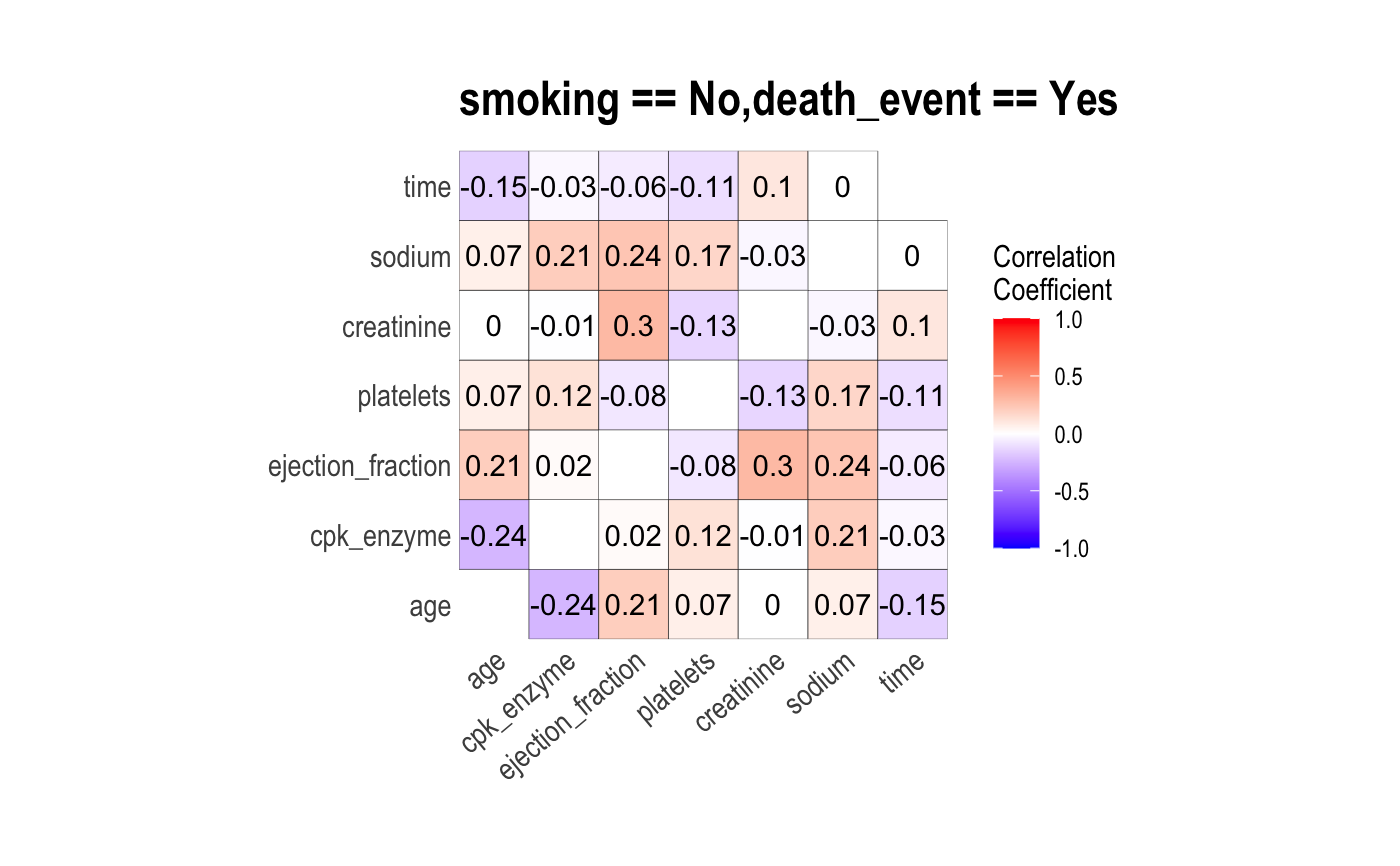 smoking == No,death_event == Yes
time -0.15 -0.03 -0.06 -0.11 0.1 0
sodium 0.07 0.21 0.24 0.17 -0.03 0
creatinine 0 -0.01 0.3 -0.13 -0.03 0.1
platelets 0.07 0.12 -0.08 -0.13 0.17 -0.11
ejection_fraction 0.21 0.02 -0.08 0.3 0.24 -0.06
cpk_enzyme -0.24 0.02 0.12 -0.01 0.21 -0.03
age -0.24 0.21 0.07 0 0.07 -0.15
age cpk_enzyme ejection_fraction platelets creatinine sodium time
Correlation
Coefficient
1.0
0.5
0.0
-0.5
-1.0